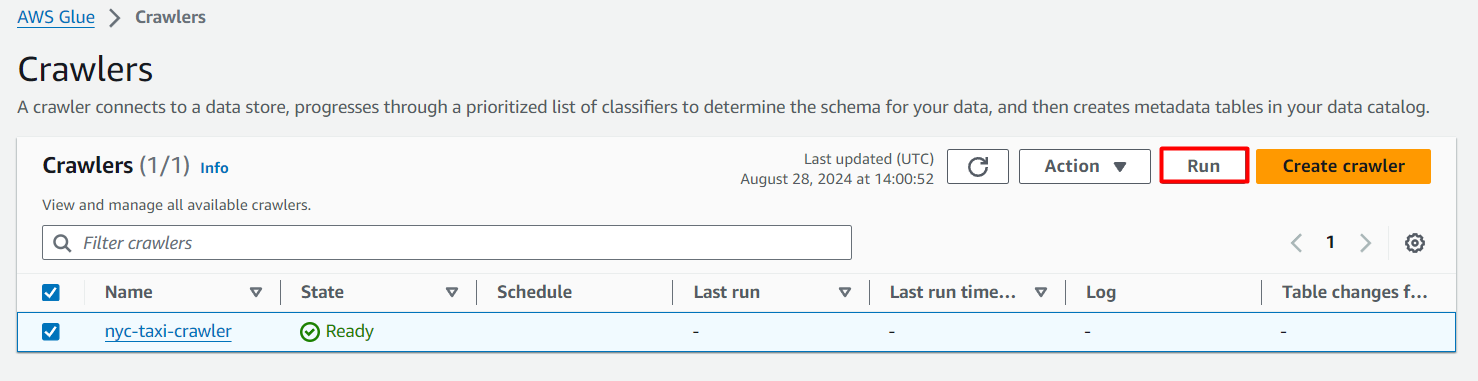 AWS Glue > Crawlers
Crawlers
A crawler connects to a data store, progresses through a prioritized list of classifiers to determine the schema for your data, and then creates metadata tables in your data catalog.
Crawlers (1/1) Info
Last updated (UTC)
August 28, 2024 at 14:00:52
Action
Run
Create crawler
View and manage all available crawlers.
Filter crawlers
1
Name State Schedule Last run Last run time... Log Table changes f...
nyc-taxi-crawler Ready - - - -